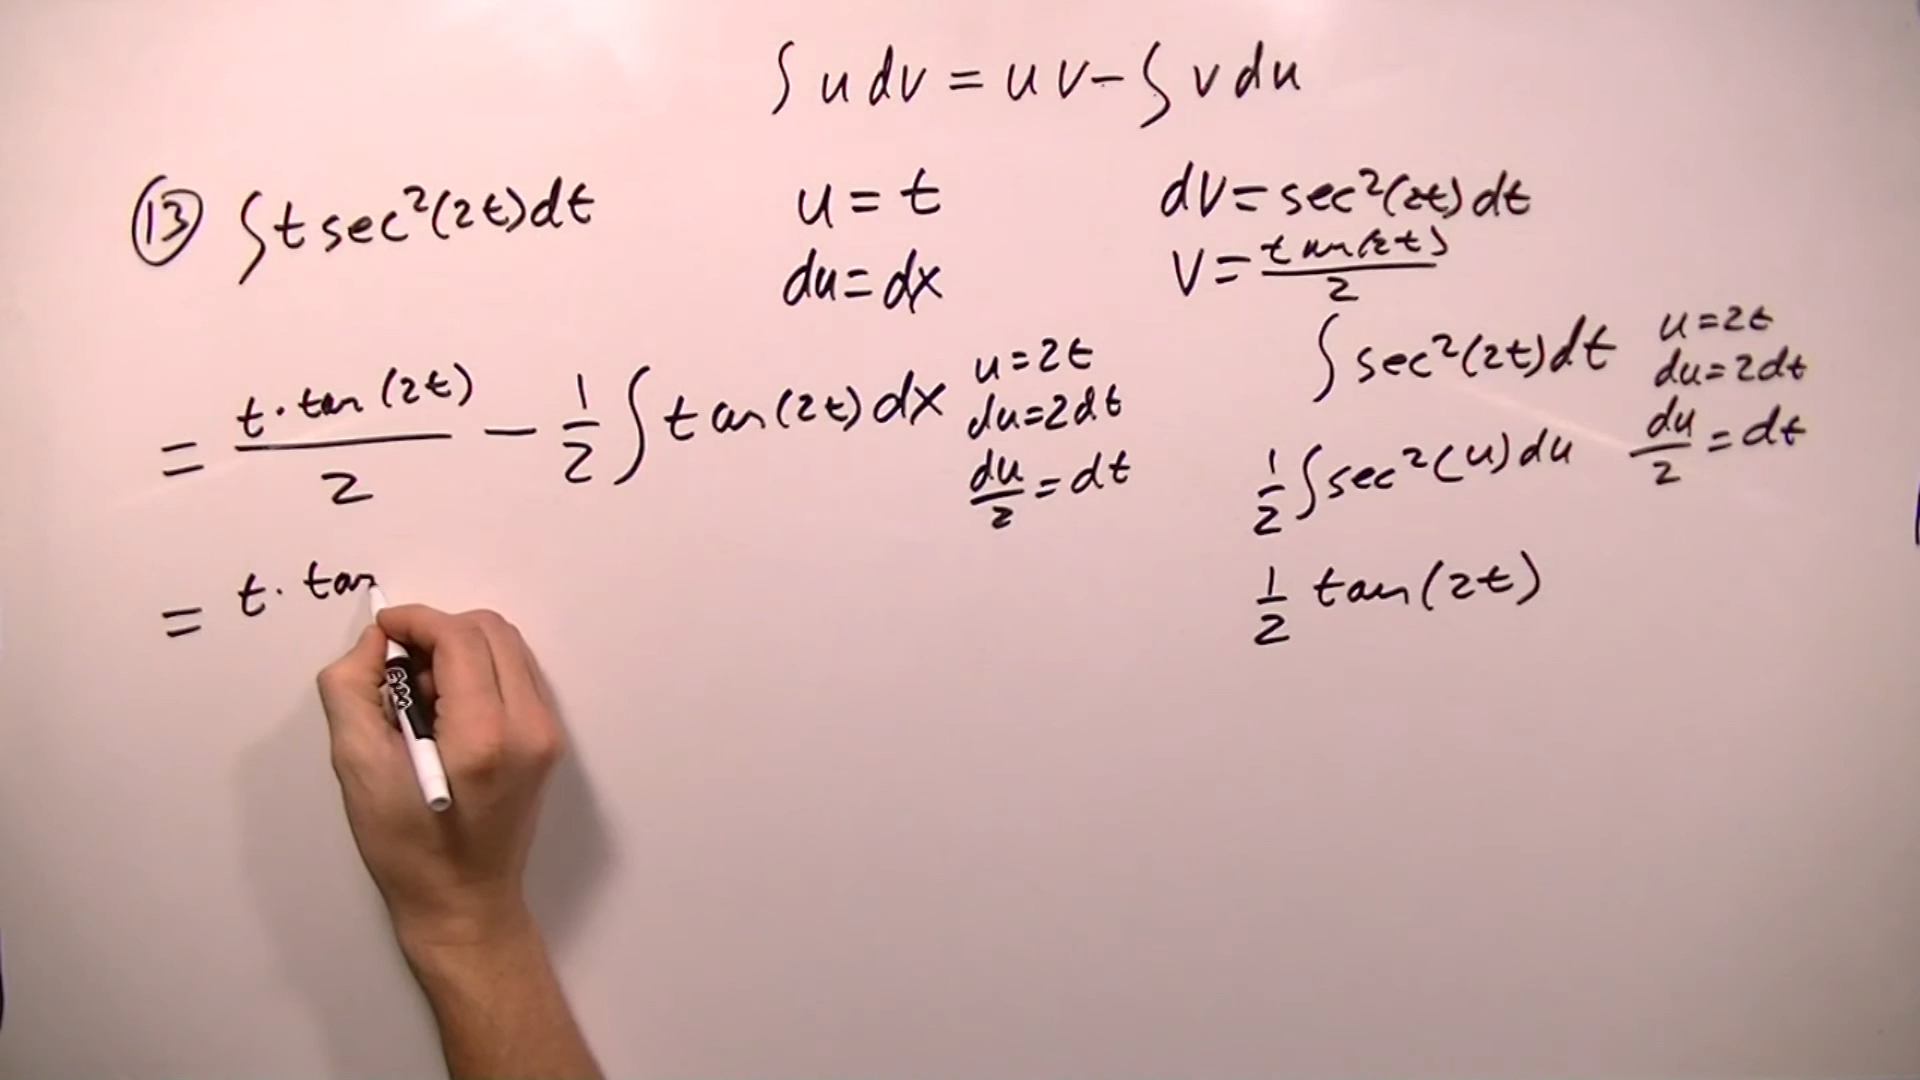 ∫ u dv = u v - ∫ v du
⑬ ∫ t sec²(2t) dt
u = t
du = dx
dv = sec²(2t) dt
v = tan(2t)/2
∫ sec²(2t) dt
u = 2t
du = 2dt
du/2 = dt
1/2 ∫ sec²(u) du
1/2 tan(2t)
= t · tan(2t)/2 - 1/2 ∫ tan(2t) dx
u = 2t
du = 2dt
du/2 = dt
= t · tan
EXPO